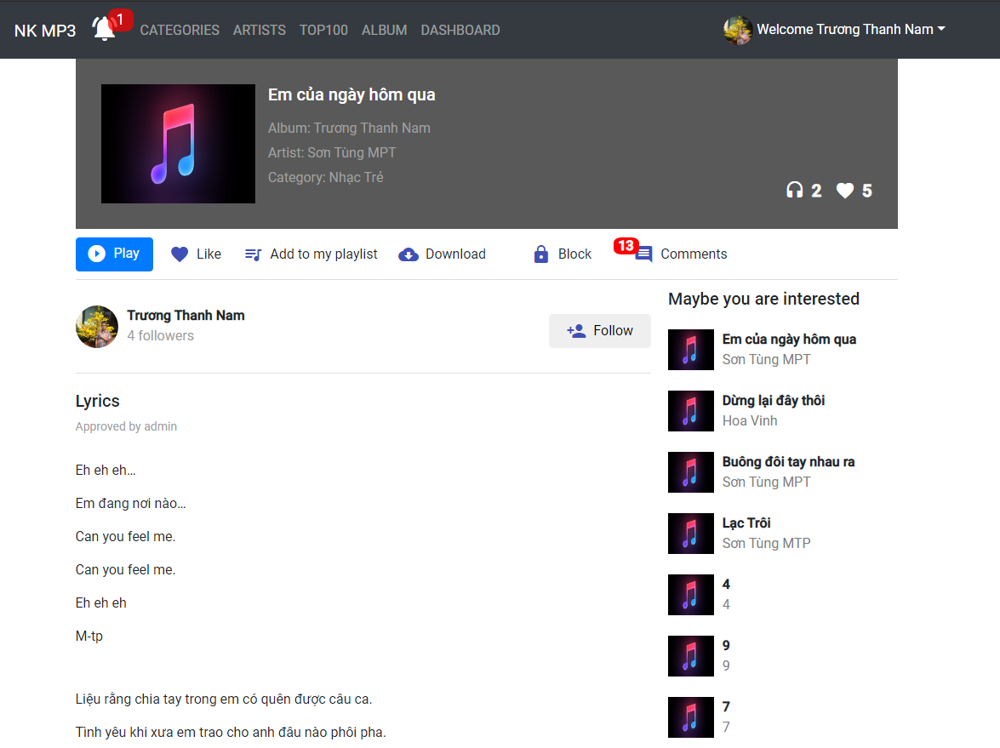 NK MP3 1 CATEGORIES ARTISTS TOP100 ALBUM DASHBOARD Welcome Trương Thanh Nam
Em của ngày hôm qua
Album: Trương Thanh Nam
Artist: Sơn Tùng MPT
Category: Nhạc Trẻ
2 5
Play Like Add to my playlist Download Block 13 Comments
Trương Thanh Nam
4 followers
Follow
Lyrics
Approved by admin
Eh eh eh...
Em đang nơi nào...
Can you feel me.
Can you feel me.
Eh eh eh
M-tp
Liệu rằng chia tay trong em có quên được câu ca.
Tình yêu khi xưa em trao cho anh đâu nào phôi pha.
Maybe you are interested
Em của ngày hôm qua
Sơn Tùng MPT
Dừng lại đây thôi
Hoa Vinh
Buông đôi tay nhau ra
Sơn Tùng MPT
Lạc Trôi
Sơn Tùng MTP
4
4
9
9
7
7